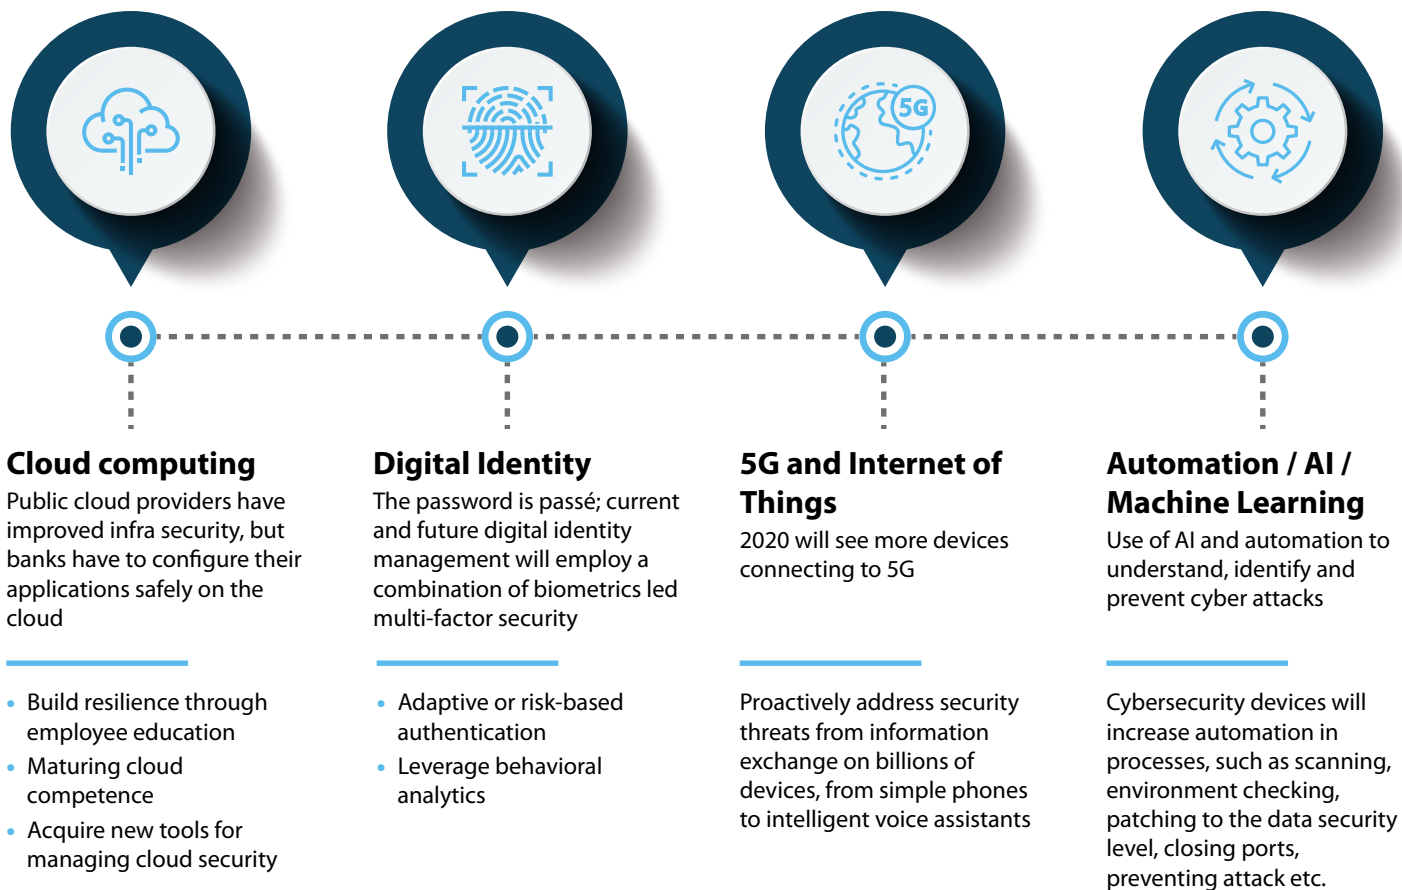 5G
Cloud computing
Public cloud providers have
improved infra security, but
banks have to configure their
applications safely on the
cloud
• Build resilience through
employee education
• Maturing cloud
competence
• Acquire new tools for
managing cloud security
Digital Identity
The password is passé; current
and future digital identity
management will employ a
combination of biometrics led
multi-factor security
• Adaptive or risk-based
authentication
• Leverage behavioral
analytics
5G and Internet of
Things
2020 will see more devices
connecting to 5G
Proactively address security
threats from information
exchange on billions of
devices, from simple phones
to intelligent voice assistants
Automation / AI /
Machine Learning
Use of AI and automation to
understand, identify and
prevent cyber attacks
Cybersecurity devices will
increase automation in
processes, such as scanning,
environment checking,
patching to the data security
level, closing ports,
preventing attack etc.